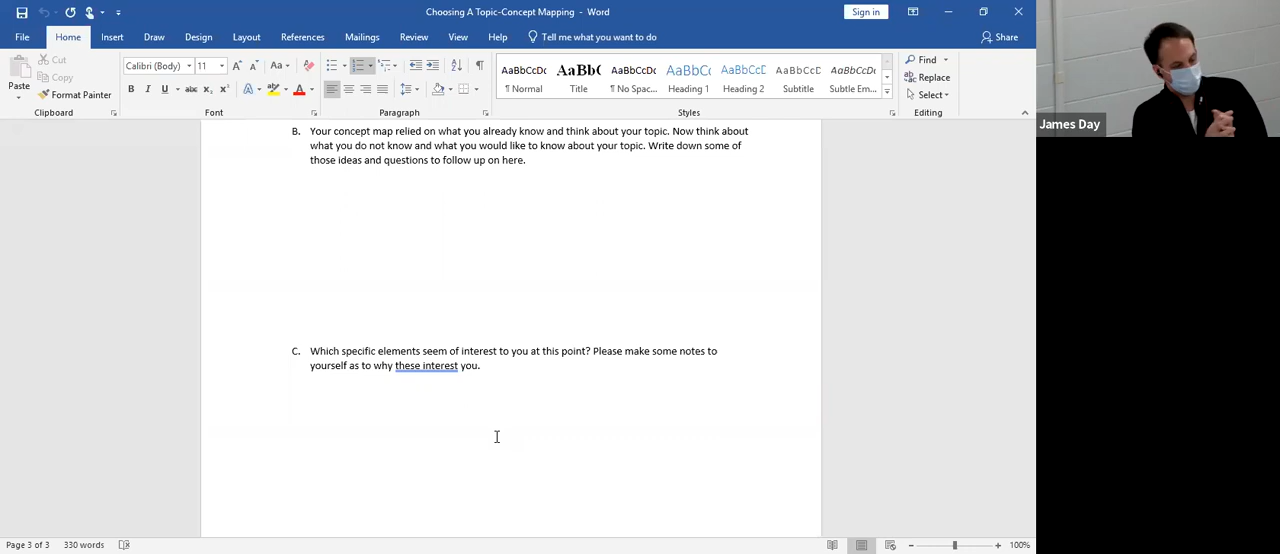 Choosing A Topic-Concept Mapping - Word
Sign in
File Home Insert Draw Design Layout References Mailings Review View Help Tell me what you want to do Share
Paste
Cut
Copy
Format Painter
Clipboard
Calibri (Body) 11
Font
Paragraph
AaBbCcDc AaBb( AaBbCcDc AaBbCc AaBbCcD AaBbCcD AaBbCcDc
¶ Normal Title ¶ No Spac... Heading 1 Heading 2 Subtitle Subtle Em...
Styles
Find
Replace
Select
Editing
James Day
B. Your concept map relied on what you already know and think about your topic. Now think about
what you do not know and what you would like to know about your topic. Write down some of
those ideas and questions to follow up on here.
C. Which specific elements seem of interest to you at this point? Please make some notes to
yourself as to why these interest you.
Page 3 of 3 330 words 100%